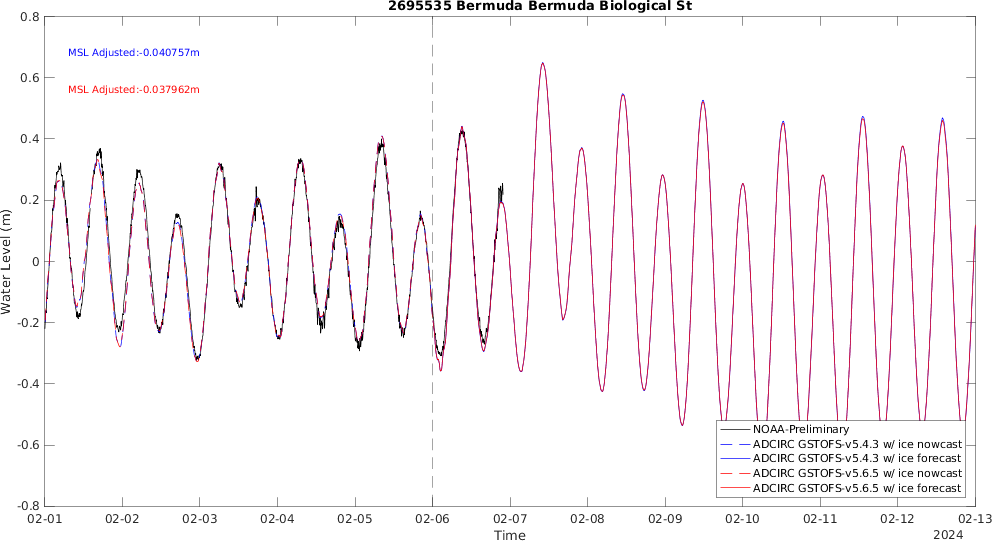 2695535 Bermuda Bermuda Biological St
MSL Adjusted:-0.040757m
MSL Adjusted:-0.037962m
Water Level (m)
0.8
0.6
0.4
0.2
0
-0.2
-0.4
-0.6
-0.8
NOAA-Preliminary
ADCIRC GSTOFS-v5.4.3 w/ ice nowcast
ADCIRC GSTOFS-v5.4.3 w/ ice forecast
ADCIRC GSTOFS-v5.6.5 w/ ice nowcast
ADCIRC GSTOFS-v5.6.5 w/ ice forecast
02-01 02-02 02-03 02-04 02-05 02-06 02-07 02-08 02-09 02-10 02-11 02-12 02-13
Time
2024